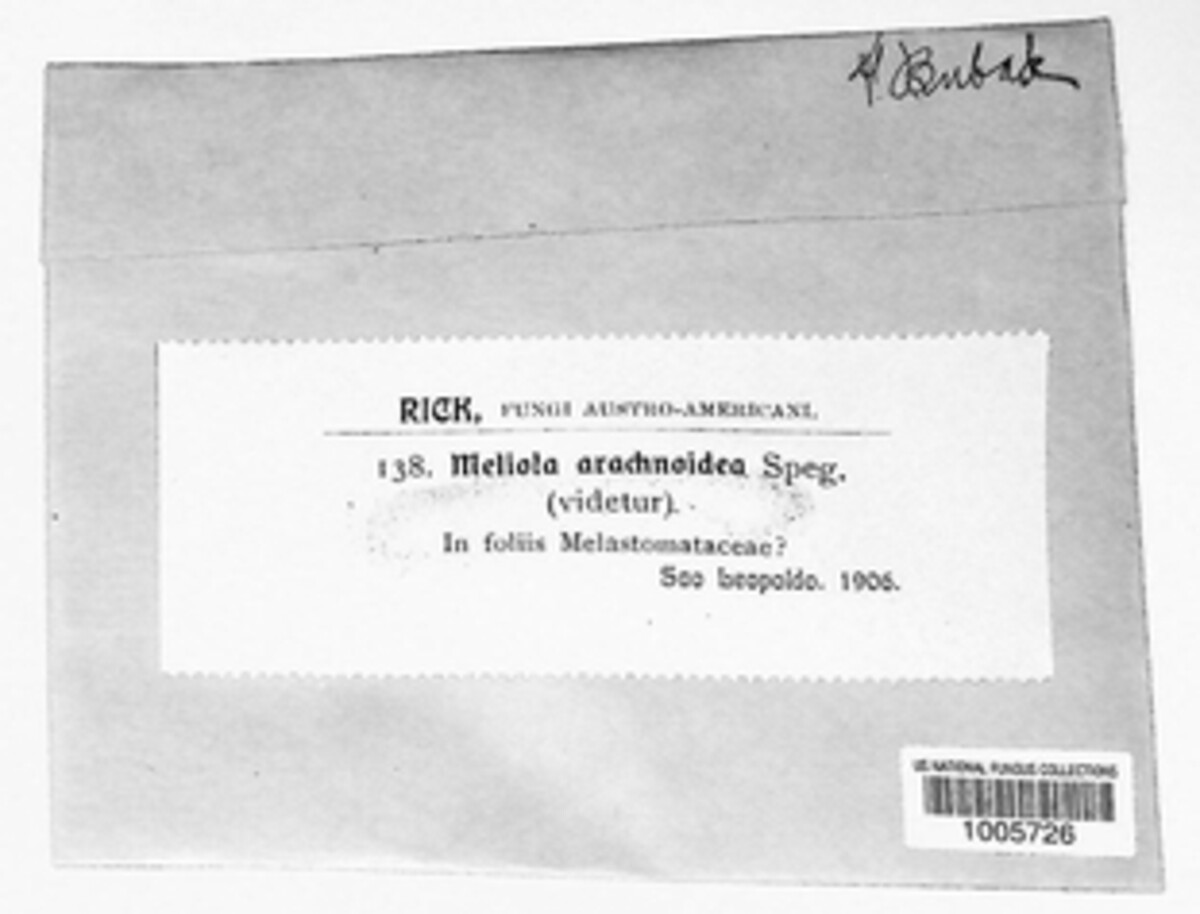 Bubak
RICK, FUNGI AUSTRO-AMERICANI.
138. Meliola arachnoidea Speg.
(videtur).
In foliis Melastomataceae?
Sao Leopoldo. 1906.
US NATIONAL FUNGUS COLLECTIONS
1005726